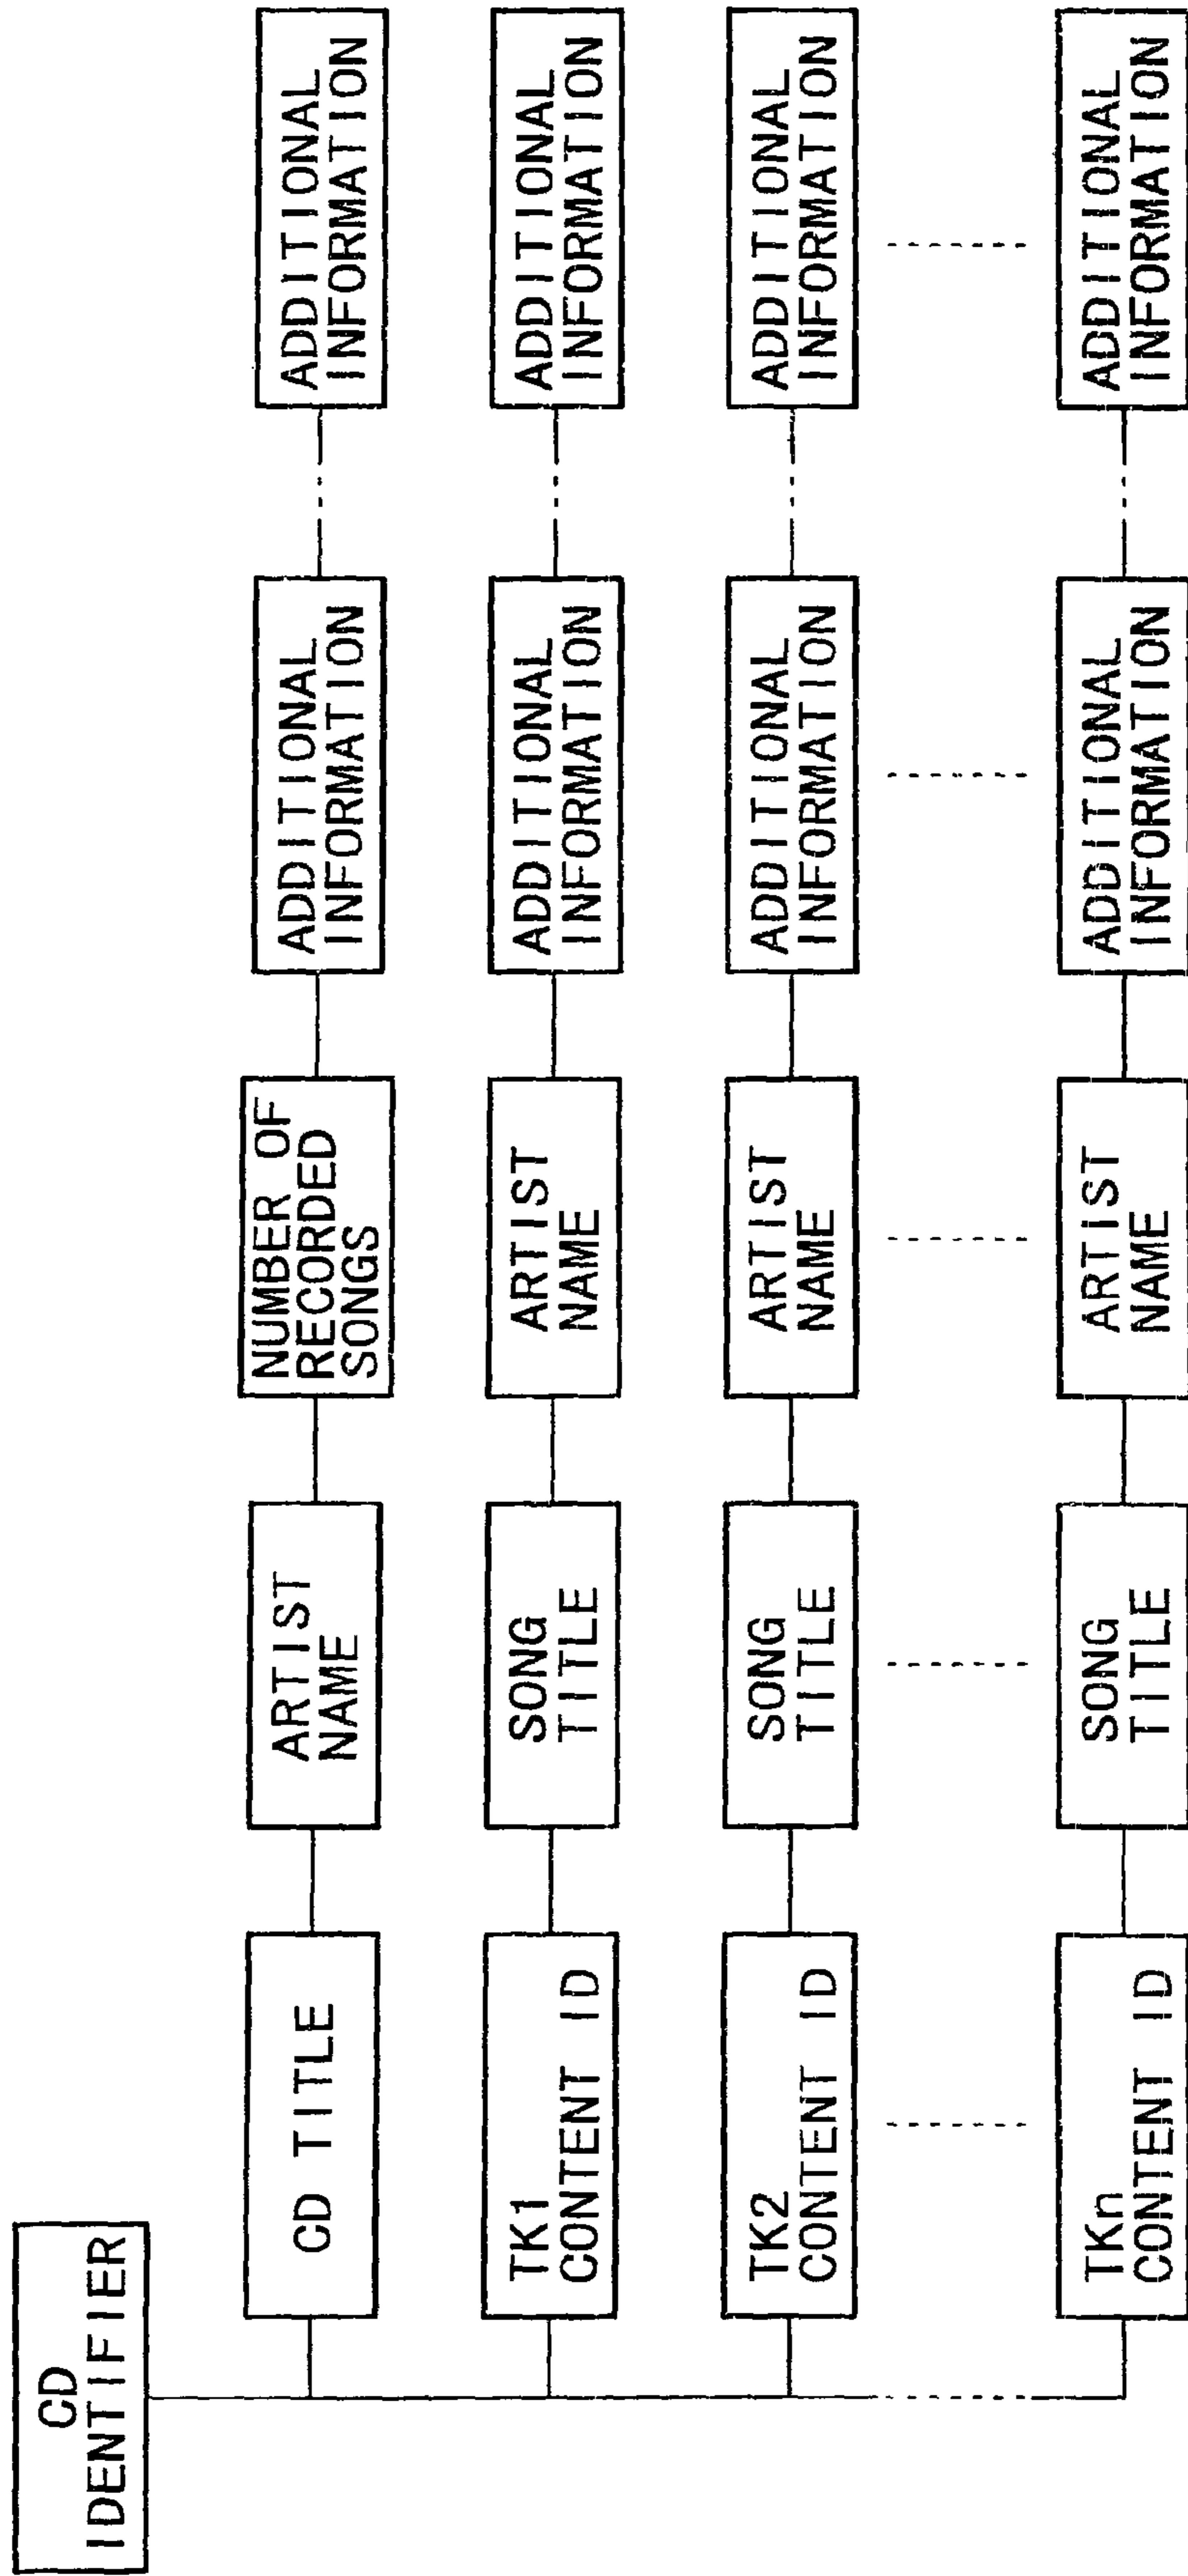 CD
IDENTIFIER
CD TITLE
ARTIST
NAME
NUMBER OF
RECORDED
SONGS
ADDITIONAL
INFORMATION
ADDITIONAL
INFORMATION
TK1
CONTENT ID
SONG
TITLE
ARTIST
NAME
ADDITIONAL
INFORMATION
ADDITIONAL
INFORMATION
TK2
CONTENT ID
SONG
TITLE
ARTIST
NAME
ADDITIONAL
INFORMATION
ADDITIONAL
INFORMATION
TKn
CONTENT ID
SONG
TITLE
ARTIST
NAME
ADDITIONAL
INFORMATION
ADDITIONAL
INFORMATION